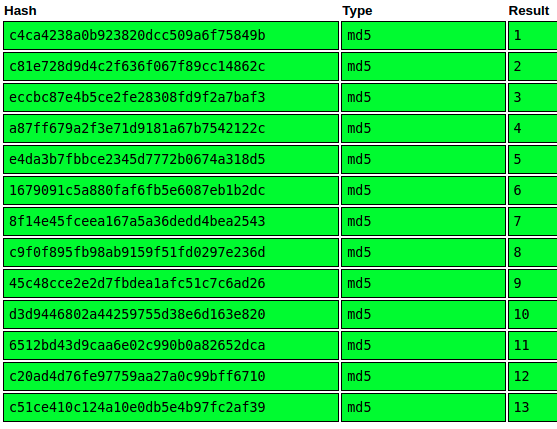 Hash Type Result
c4ca4238a0b923820dcc509a6f75849b md5 1
c81e728d9d4c2f636f067f89cc14862c md5 2
eccbc87e4b5ce2fe28308fd9f2a7baf3 md5 3
a87ff679a2f3e71d9181a67b7542122c md5 4
e4da3b7fbbce2345d7772b0674a318d5 md5 5
1679091c5a880faf6fb5e6087eb1b2dc md5 6
8f14e45fceea167a5a36dedd4bea2543 md5 7
c9f0f895fb98ab9159f51fd0297e236d md5 8
45c48cce2e2d7fbdea1afc51c7c6ad26 md5 9
d3d9446802a44259755d38e6d163e820 md5 10
6512bd43d9caa6e02c990b0a82652dca md5 11
c20ad4d76fe97759aa27a0c99bff6710 md5 12
c51ce410c124a10e0db5e4b97fc2af39 md5 13